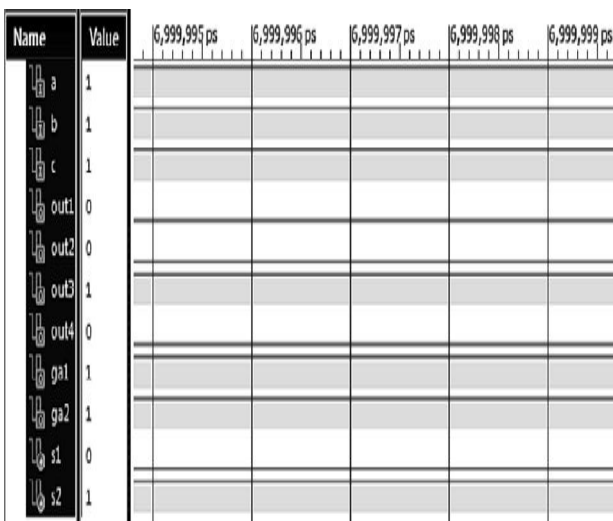 Name Value 6,999,995 ps 6,999,996 ps 6,999,997 ps 6,999,998 ps 6,999,999 ps
a 1
b 1
c 1
out1 0
out2 0
out3 1
out4 0
ga1 1
ga2 1
s1 0
s2 1